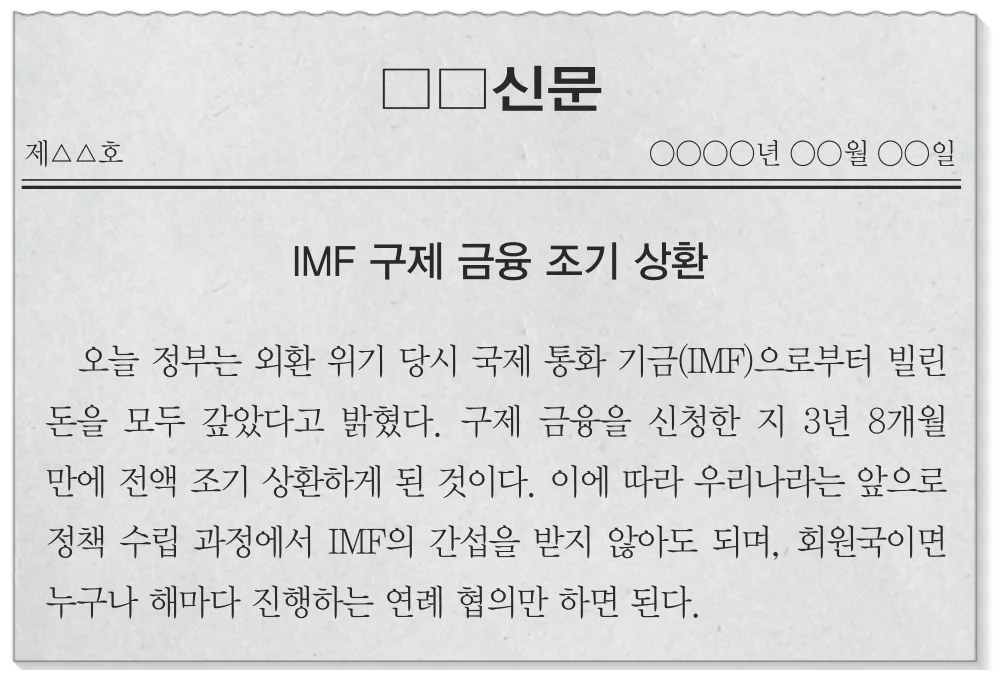 □□신문
제△△호 ○○○○년 ○○월 ○○일
IMF 구제 금융 조기 상환
오늘 정부는 외환 위기 당시 국제 통화 기금(IMF)으로부터 빌린
돈을 모두 갚았다고 밝혔다. 구제 금융을 신청한 지 3년 8개월
만에 전액 조기 상환하게 된 것이다. 이에 따라 우리나라는 앞으로
정책 수립 과정에서 IMF의 간섭을 받지 않아도 되며, 회원국이면
누구나 해마다 진행하는 연례 협의만 하면 된다.